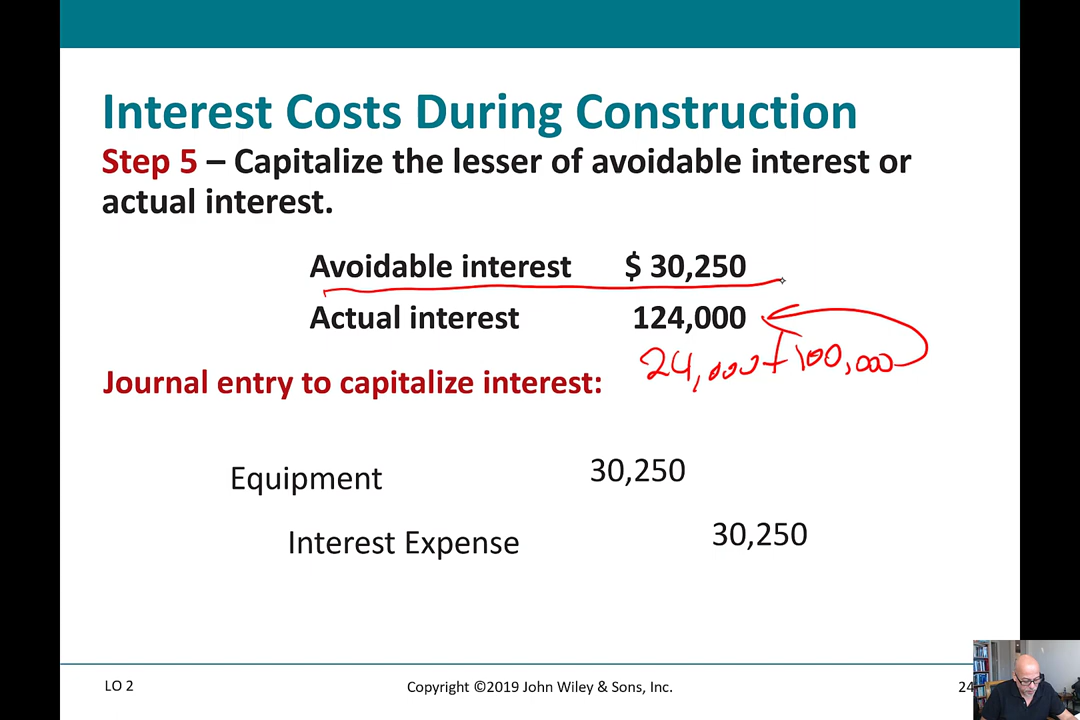 Interest Costs During Construction
Step 5 – Capitalize the lesser of avoidable interest or
actual interest.
Avoidable interest $ 30,250
Actual interest 124,000
24,000+100,000
Journal entry to capitalize interest:
Equipment 30,250
Interest Expense 30,250
LO 2 Copyright ©2019 John Wiley & Sons, Inc. 24